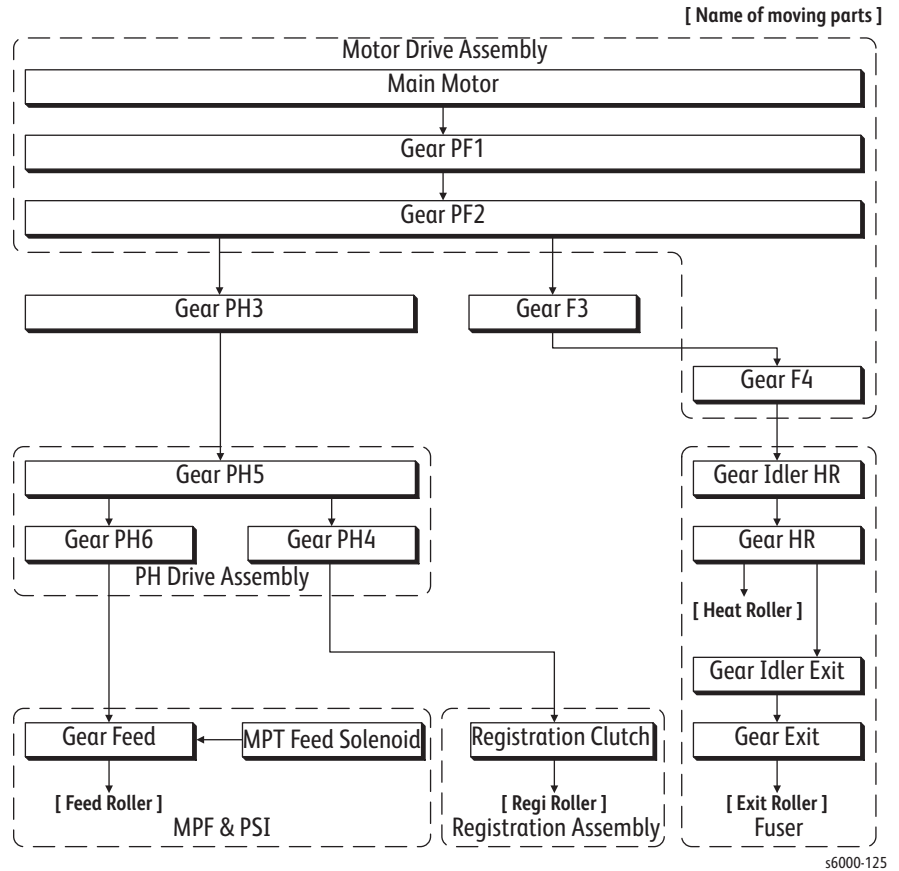 [ Name of moving parts ]
Motor Drive Assembly
Main Motor
Gear PF1
Gear PF2
Gear PH3
Gear F3
Gear F4
Gear PH5
Gear Idler HR
Gear PH6
Gear PH4
Gear HR
PH Drive Assembly
[ Heat Roller ]
Gear Idler Exit
Gear Feed
MPT Feed Solenoid
Registration Clutch
Gear Exit
[ Feed Roller ]
[ Regi Roller ]
[ Exit Roller ]
MPF & PSI
Registration Assembly
Fuser
s6000-125